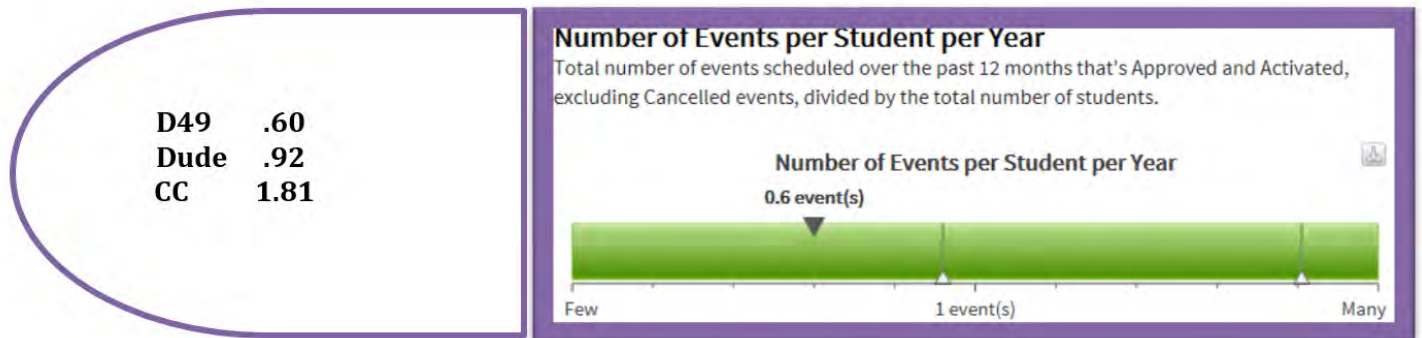 D49 .60
Dude .92
CC 1.81
Number of Events per Student per Year
Total number of events scheduled over the past 12 months that's Approved and Activated,
excluding Cancelled events, divided by the total number of students.
Number of Events per Student per Year
0.6 event(s)
Few 1 event(s) Many